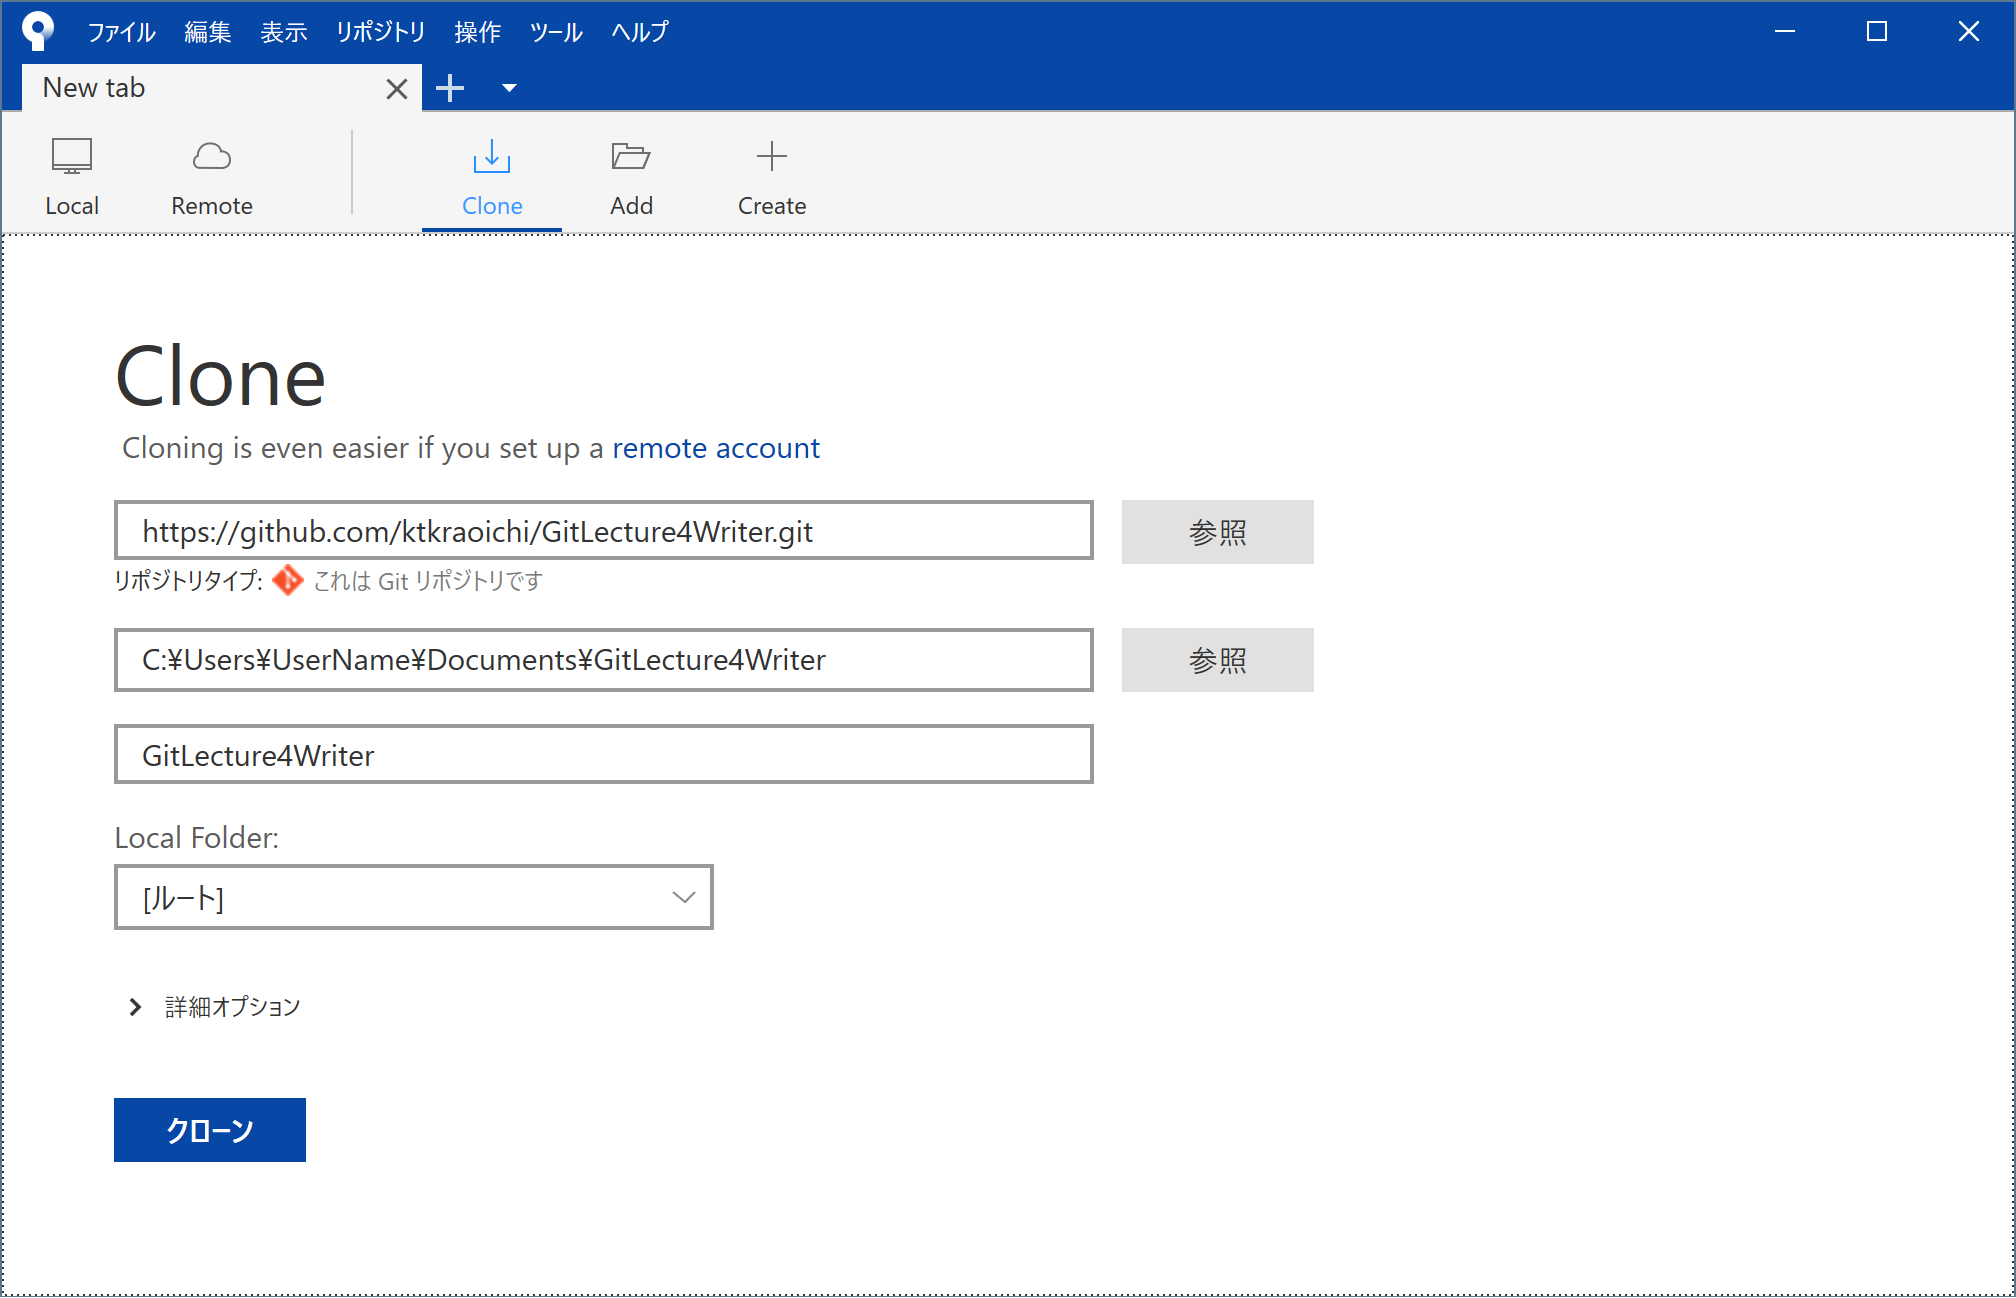 ファイル 編集 表示 リポジトリ 操作 ツール ヘルプ
New tab
Local Remote Clone Add Create
Clone
Cloning is even easier if you set up a remote account
https://github.com/ktkraoichi/GitLecture4Writer.git 参照
リポジトリタイプ: これは Git リポジトリです
C:¥Users¥UserName¥Documents¥GitLecture4Writer 参照
GitLecture4Writer
Local Folder:
[ルート]
詳細オプション
クローン